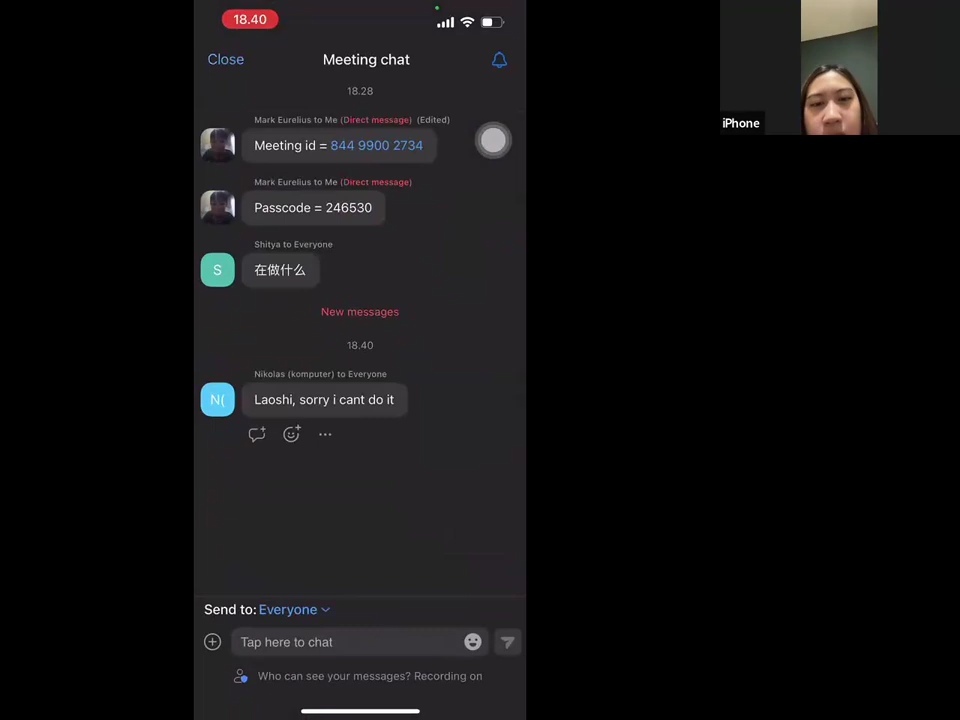 18.40
Close
Meeting chat
18.28
Mark Eurelius to Me (Direct message) (Edited)
Meeting id = 844 9900 2734
Mark Eurelius to Me (Direct message)
Passcode = 246530
Shitya to Everyone
S
在做什么
New messages
18.40
Nikolas (komputer) to Everyone
N(
Laoshi, sorry i cant do it
Send to: Everyone
Tap here to chat
Who can see your messages? Recording on
iPhone